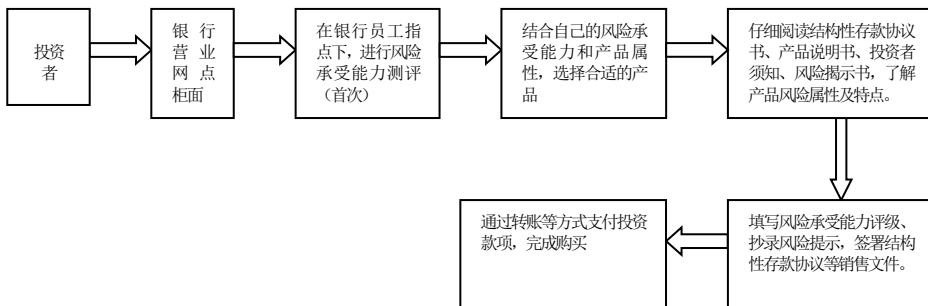 投资
者
银行
营业
网点
柜面
在银行员工指
点下，进行风险
承受能力测评
（首次）
结合自己的风险承
受能力和产品属
性，选择合适的产
品
仔细阅读结构性存款协议
书、产品说明书、投资者
须知、风险揭示书，了解
产品风险属性及特点。
填写风险承受能力评级、
抄录风险提示，签署结构
性存款协议等销售文件。
通过转账等方式支付投资
款项，完成购买